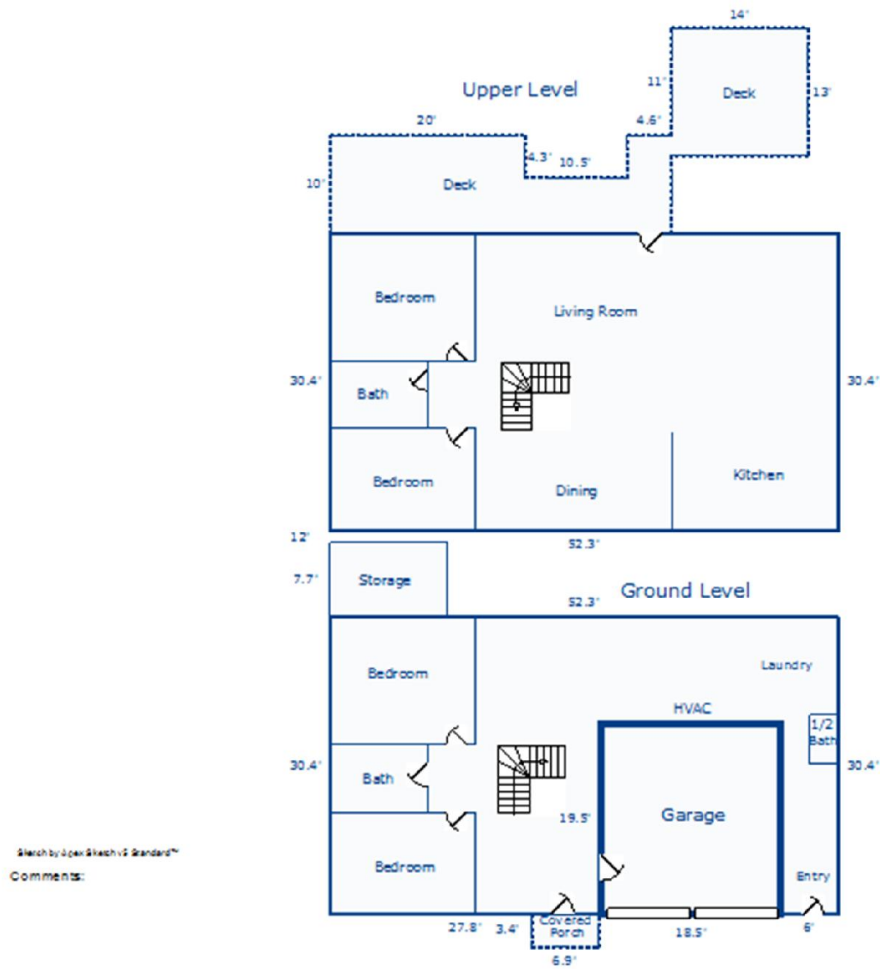 14'
Upper Level
11'
Deck
13'
20'
4.6'
4.3'
10.5'
10'
Deck
Bedroom
Living Room
30.4'
30.4'
Bath
Bedroom
Dining
Kitchen
12'
52.3'
7.7'
Storage
Ground Level
52.3'
Bedroom
Laundry
HVAC
1/2
Bath
30.4'
Bath
30.4'
19.5'
Garage
Sketch by Apex Sketch v5 Standard™
Comments:
Bedroom
Entry
27.8'
3.4'
Covered
Porch
18.5'
6'
6.9'